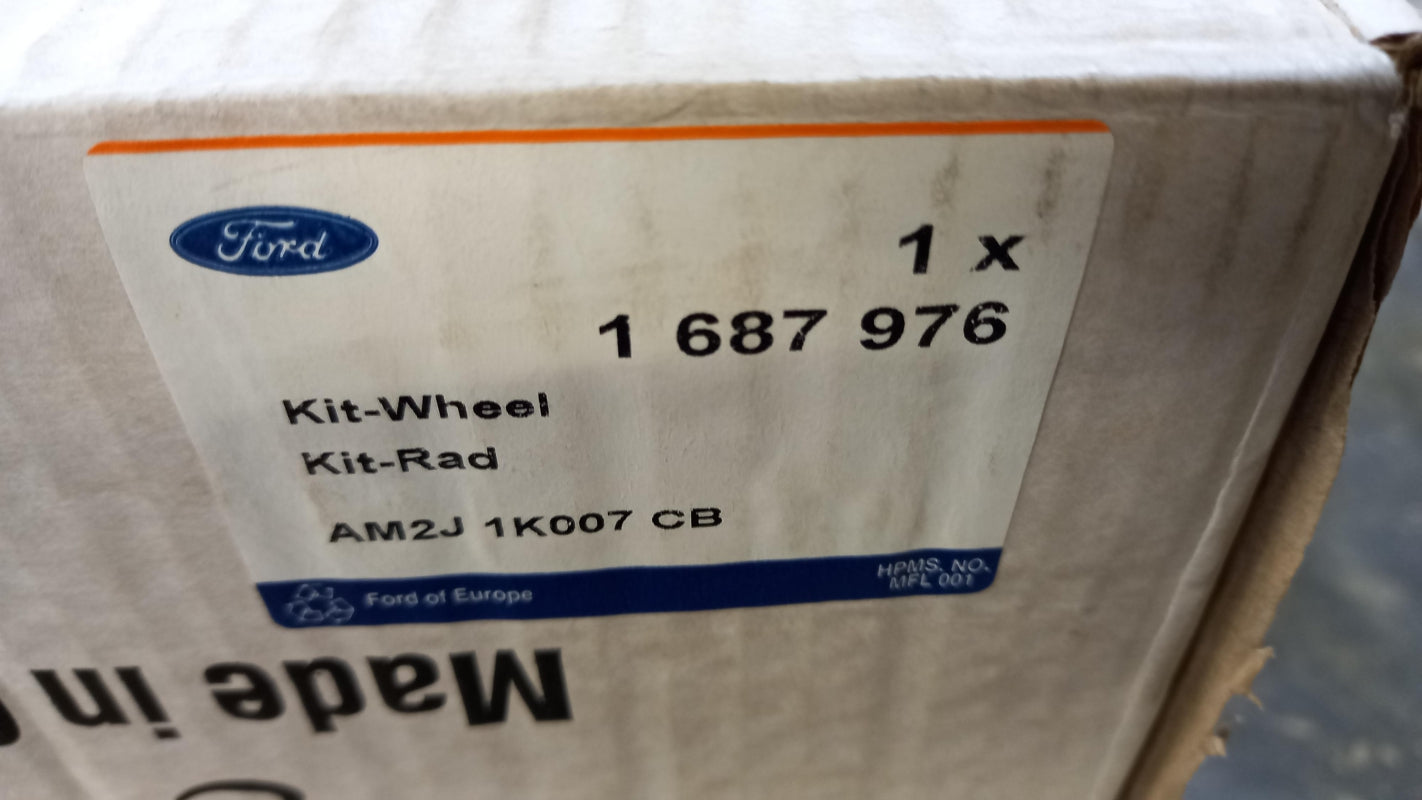 Ford
1 x
1 687 976
Kit-Wheel
Kit-Rad
AM2J 1K007 CB
Ford of Europe
HPMS. NO.
MFL 001
Made in